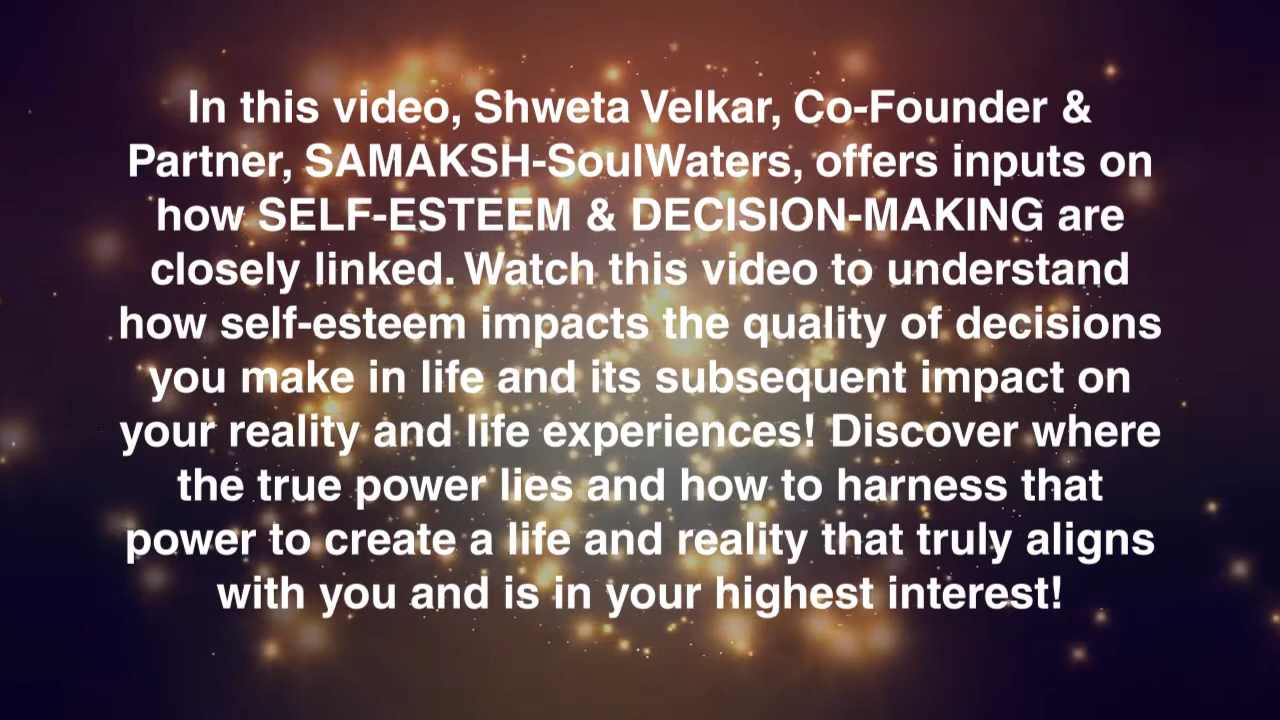 In this video, Shweta Velkar, Co-Founder &
Partner, SAMAKSH-SoulWaters, offers inputs on
how SELF-ESTEEM & DECISION-MAKING are
closely linked. Watch this video to understand
how self-esteem impacts the quality of decisions
you make in life and its subsequent impact on
your reality and life experiences! Discover where
the true power lies and how to harness that
power to create a life and reality that truly aligns
with you and is in your highest interest!